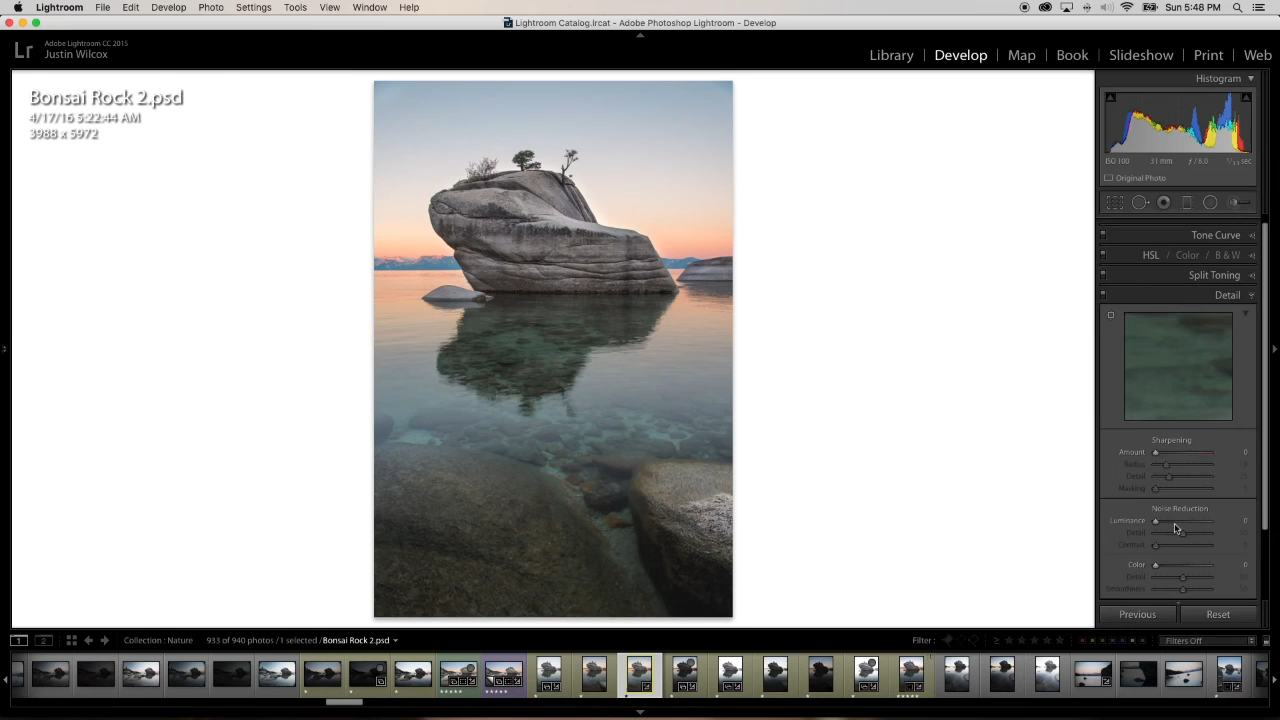 Lightroom File Edit Develop Photo Settings Tools View Window Help
Sun 5:48 PM
Lightroom Catalog.lrcat - Adobe Photoshop Lightroom - Develop
Lr
Adobe Lightroom CC 2015
Justin Wilcox
Library | Develop | Map | Book | Slideshow | Print | Web
Bonsai Rock 2.psd
4/17/16 5:22:44 AM
3988 x 5972
Histogram
ISO 100 31 mm ƒ / 8.0
Original Photo
Tone Curve
HSL / Color / B & W
Split Toning
Detail
Sharpening
Amount 0
Radius
Detail
Masking
Noise Reduction
Luminance 0
Detail
Contrast
Color 0
Detail
Smoothness
Previous Reset
1 2 Collection : Nature 933 of 940 photos / 1 selected / Bonsai Rock 2.psd Filter : Filters Off